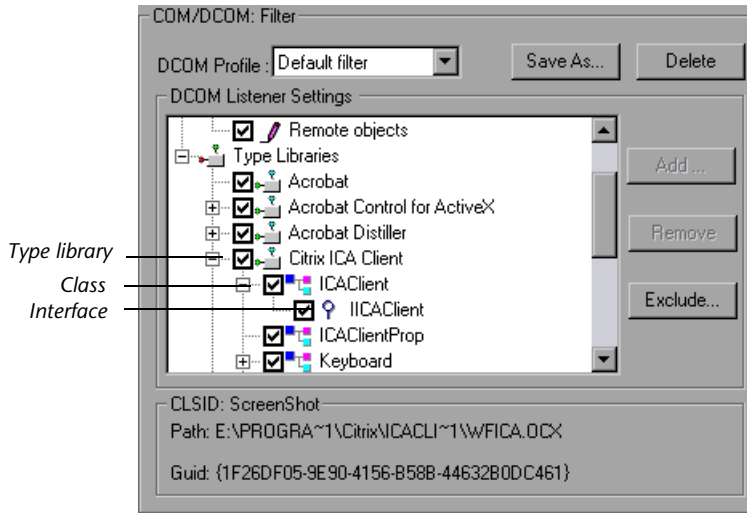 COM/DCOM: Filter
DCOM Profile : Default filter Save As... Delete
DCOM Listener Settings
Remote objects
Type Libraries
Acrobat
Add ...
Acrobat Control for ActiveX
Acrobat Distiller
Remove
Type library Citrix ICA Client
Class ICAClient
Interface IICAClient
Exclude...
ICAClientProp
Keyboard
CLSID: ScreenShot
Path: E:\PROGRA~1\Citrix\ICACLI~1\WFICA.OCX
Guid: {1F26DF05-9E90-4156-B58B-44632B0DC461}